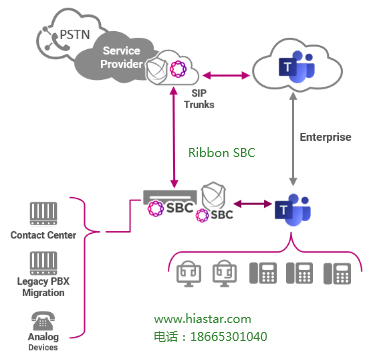 PSTN
Service
Provider
SIP
Trunks
Enterprise
Ribbon SBC
SBC
SBC
Contact Center
Legacy PBX
Migration
Analog
Devices
www.hiastar.com
电话：18665301040